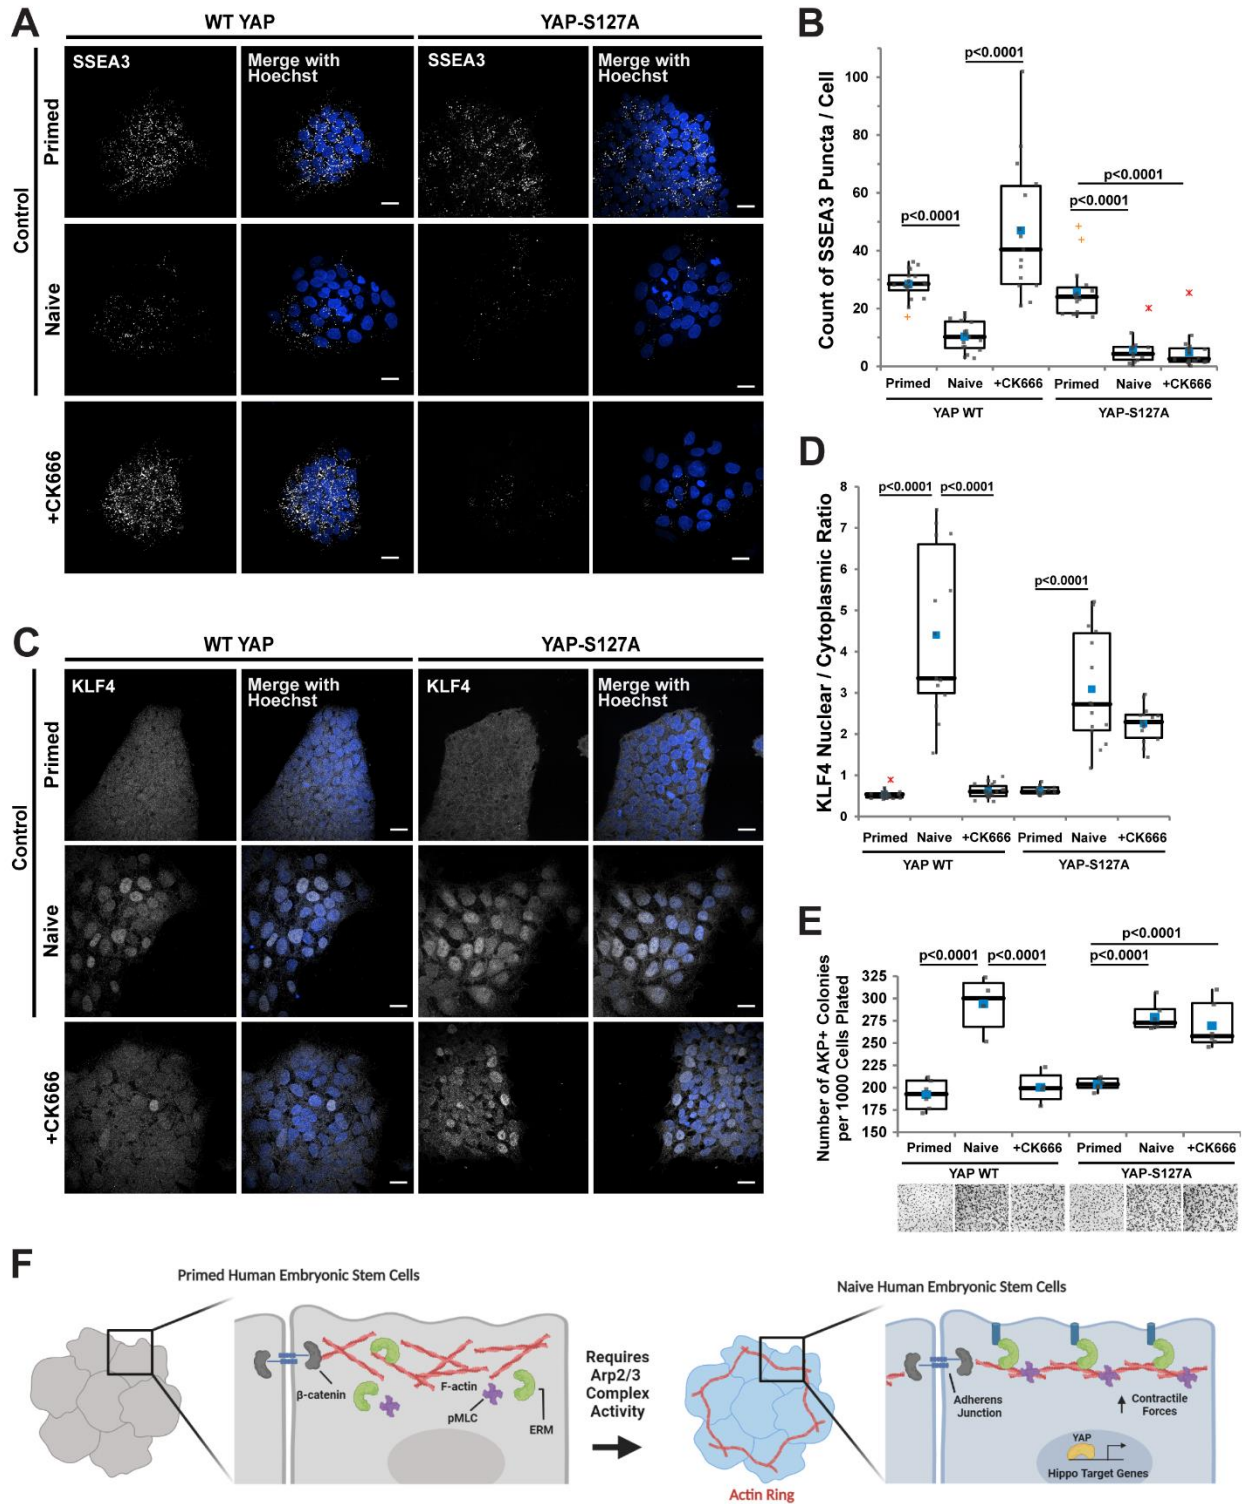 A
WT YAP
YAP-S127A
SSEA3
Merge with
Hoechst
SSEA3
Merge with
Hoechst
Control
Primed
Naive
+CK666
B
Count of SSEA3 Puncta / Cell
100
80
60
40
20
0
p<0.0001
p<0.0001
p<0.0001
p<0.0001
Primed Naive +CK666 Primed Naive +CK666
YAP WT YAP-S127A
C
WT YAP
YAP-S127A
KLF4
Merge with
Hoechst
KLF4
Merge with
Hoechst
Control
Primed
Naive
+CK666
D
KLF4 Nuclear / Cytoplasmic Ratio
8
7
6
5
4
3
2
1
0
p<0.0001 p<0.0001
p<0.0001
Primed Naive +CK666 Primed Naive +CK666
YAP WT YAP-S127A
E
Number of AKP+ Colonies
per 1000 Cells Plated
325
300
275
250
225
200
175
150
p<0.0001
p<0.0001 p<0.0001 p<0.0001
Primed Naive +CK666 Primed Naive +CK666
YAP WT YAP-S127A
F
Primed Human Embryonic Stem Cells
β-catenin
F-actin
pMLC
ERM
Requires
Arp2/3
Complex
Activity
Naive Human Embryonic Stem Cells
Actin Ring
Adherens
Junction
Contractile
Forces
YAP
Hippo Target Genes